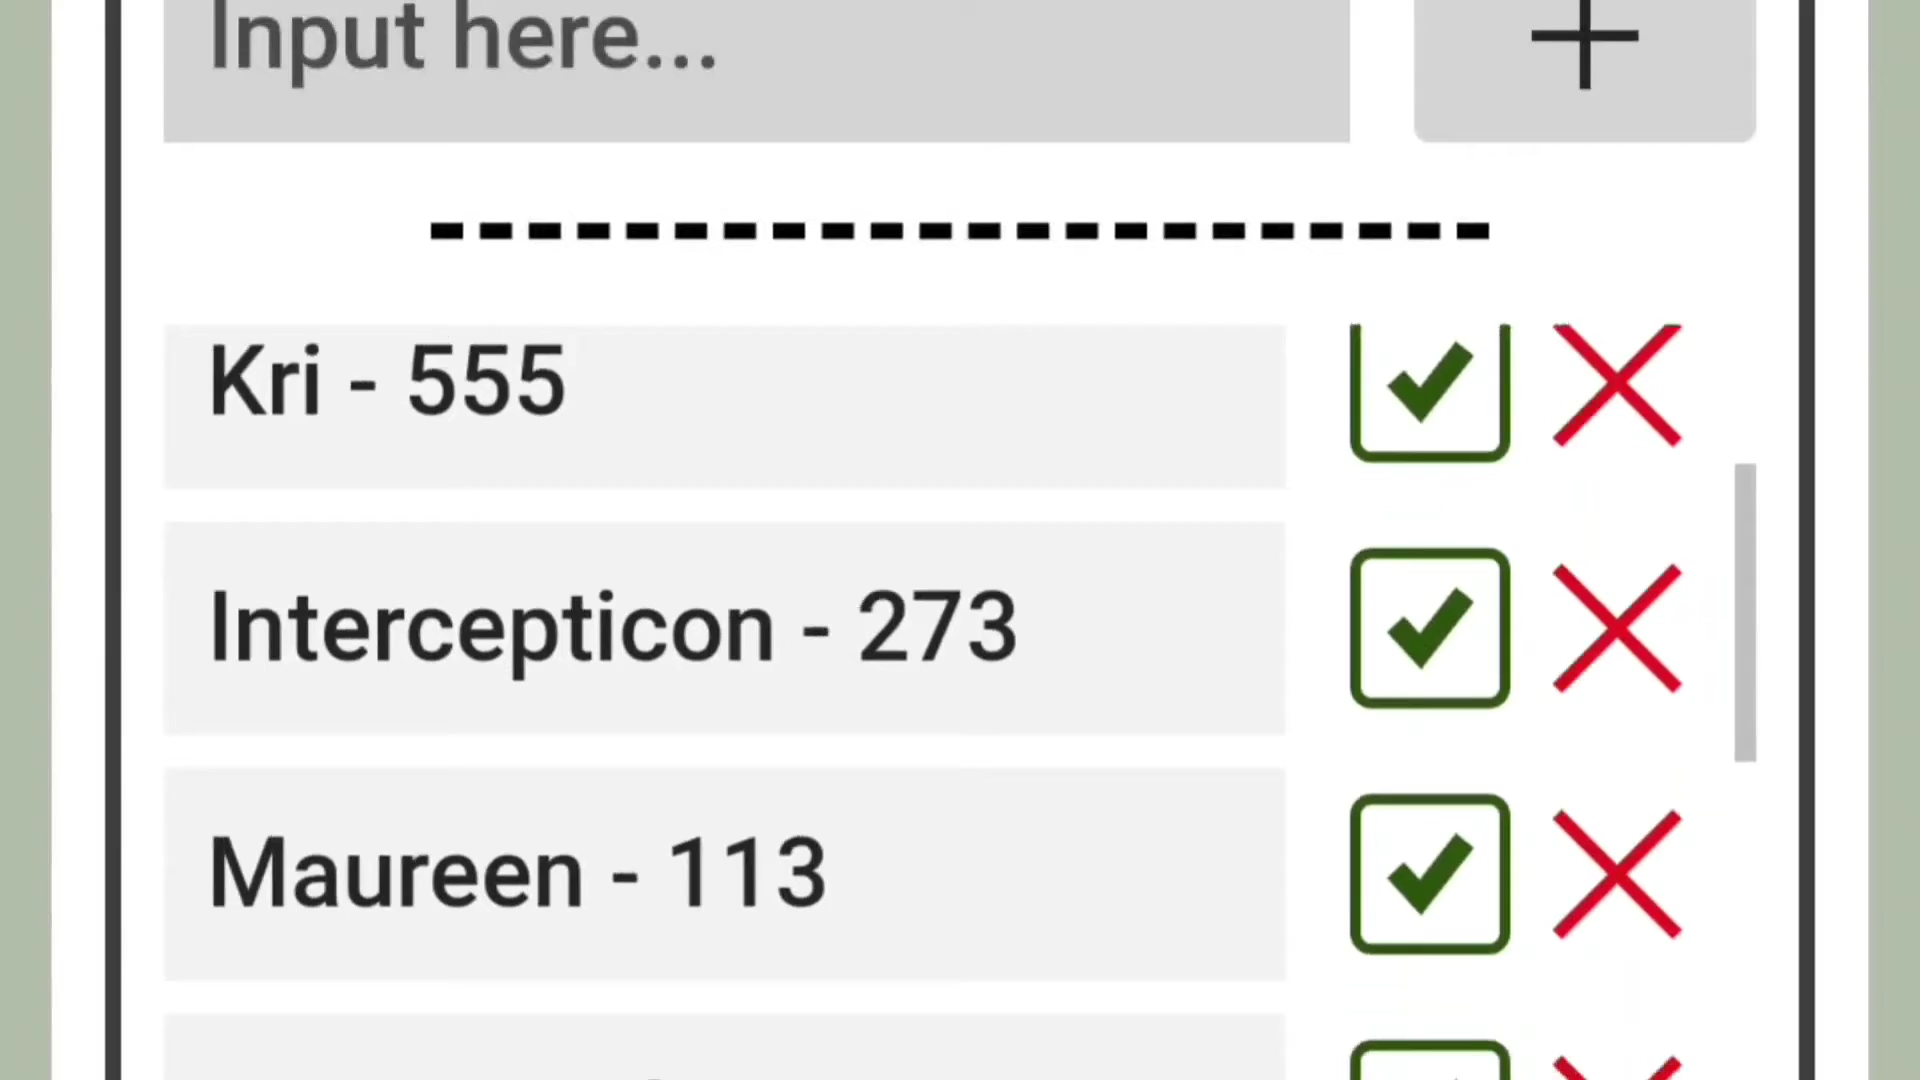 Input here...
Kri - 555
Intercepticon - 273
Maureen - 113